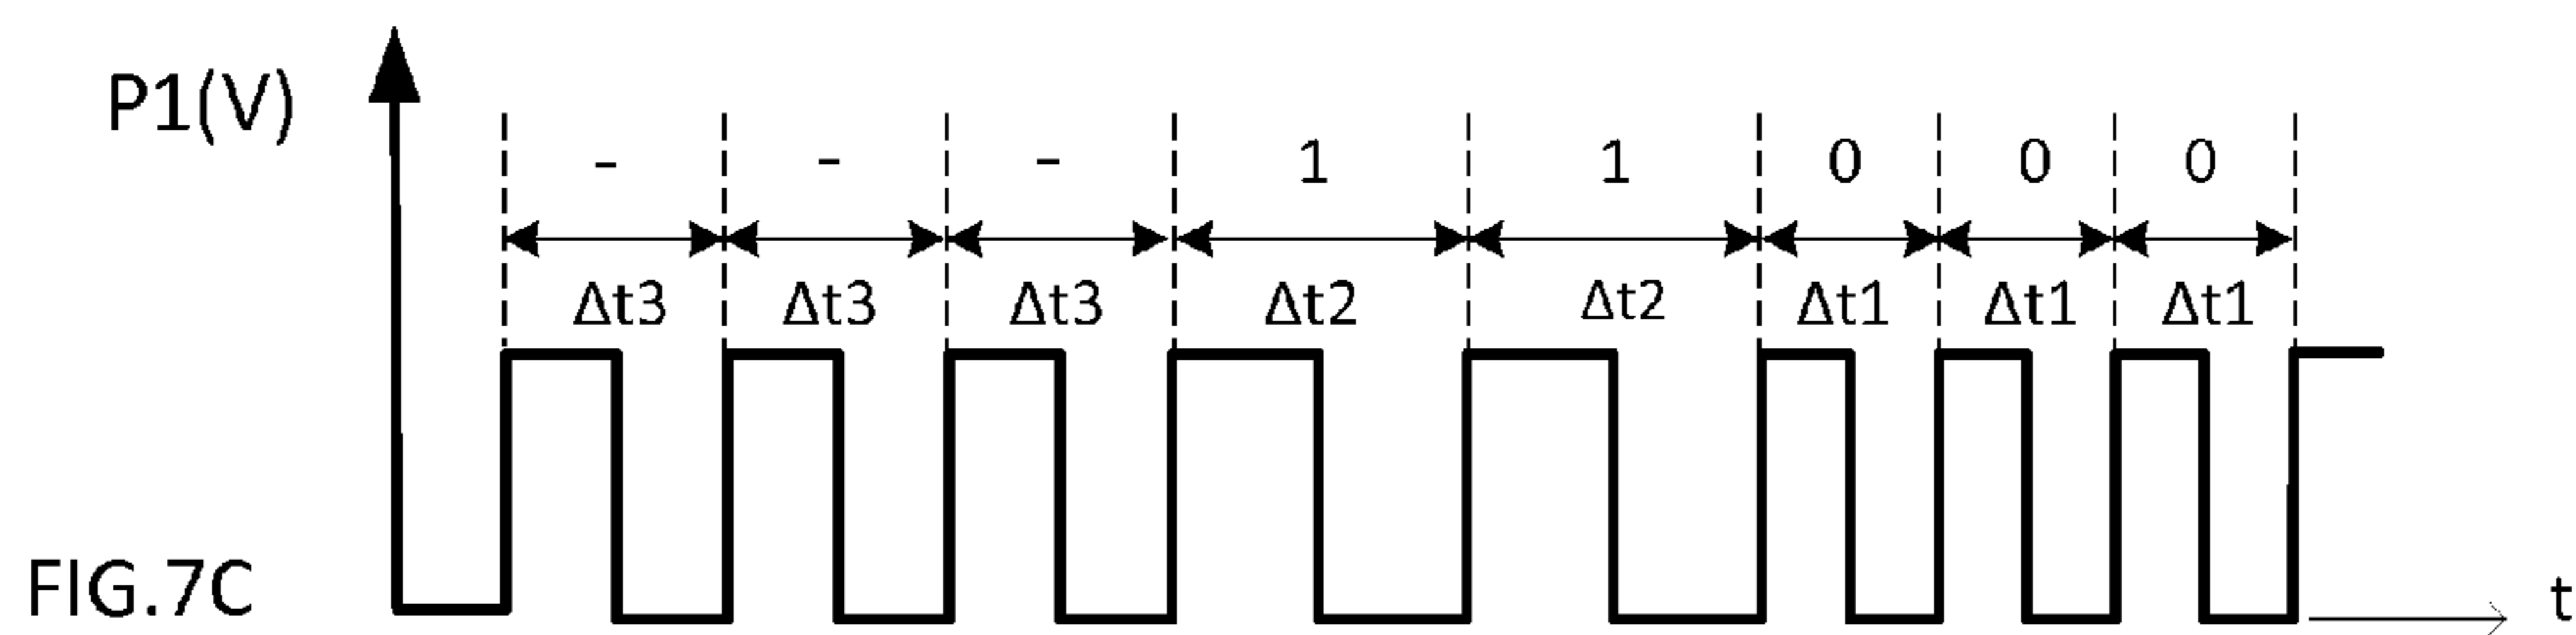 P1(V)
- - - 1 1 0 0 0
Δt3 Δt3 Δt3 Δt2 Δt2 Δt1 Δt1 Δt1
FIG.7C
t